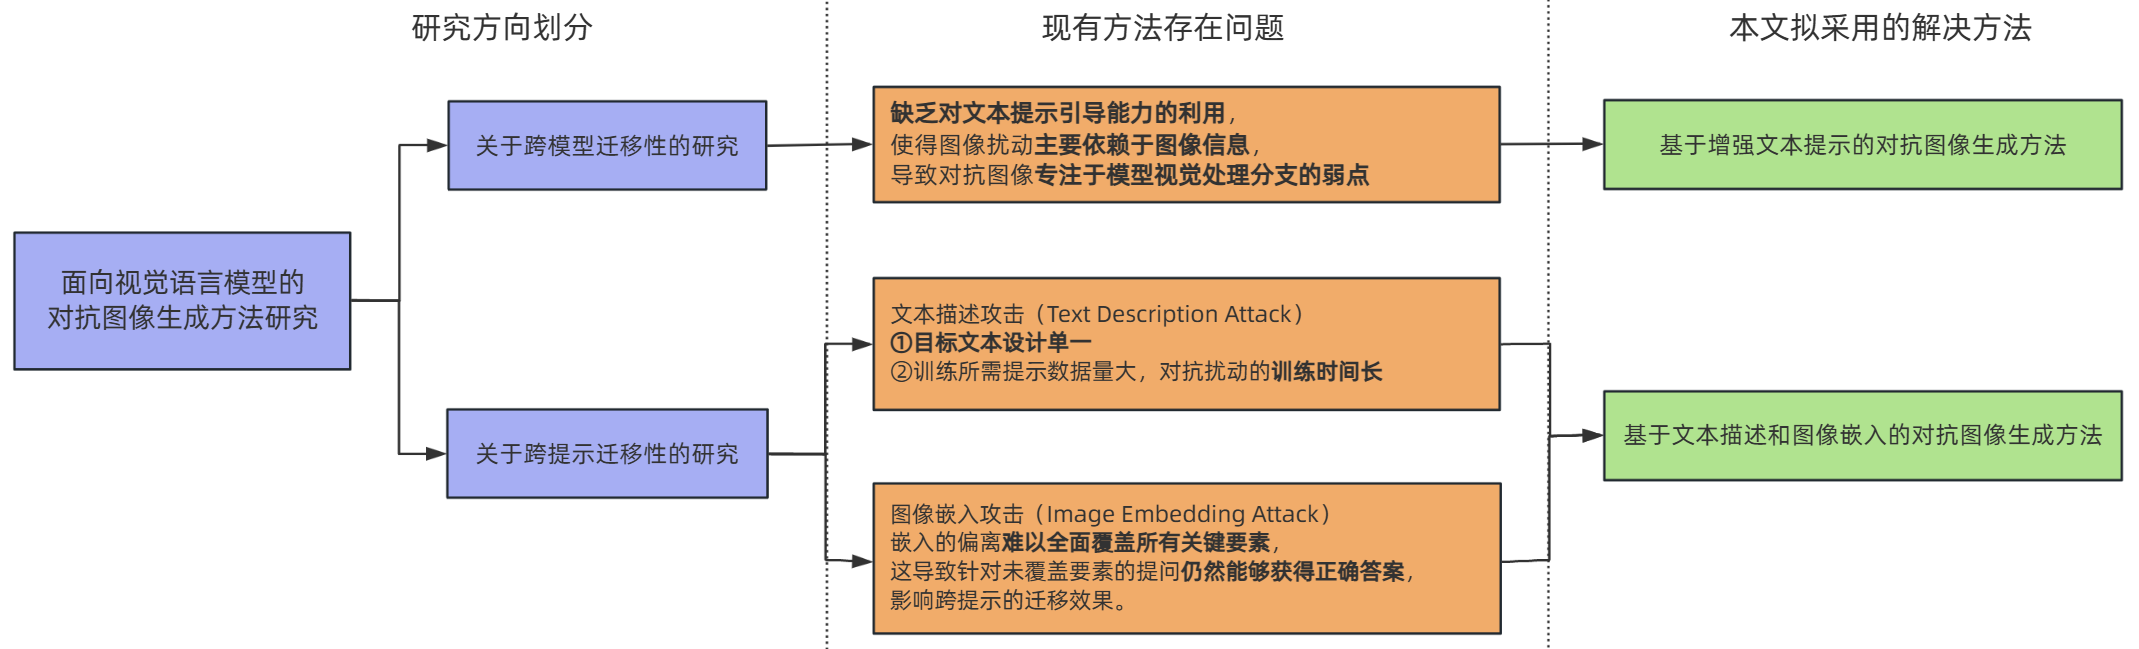 研究方向划分
现有方法存在问题
本文拟采用的解决方法
面向视觉语言模型的
对抗图像生成方法研究
关于跨模型迁移性的研究
缺乏对文本提示引导能力的利用，
使得图像扰动主要依赖于图像信息，
导致对抗图像专注于模型视觉处理分支的弱点
基于增强文本提示的对抗图像生成方法
关于跨提示迁移性的研究
文本描述攻击（Text Description Attack）
①目标文本设计单一
②训练所需提示数据量大，对抗扰动的训练时间长
图像嵌入攻击（Image Embedding Attack）
嵌入的偏离难以全面覆盖所有关键要素，
这导致针对未覆盖要素的提问仍然能够获得正确答案，
影响跨提示的迁移效果。
基于文本描述和图像嵌入的对抗图像生成方法